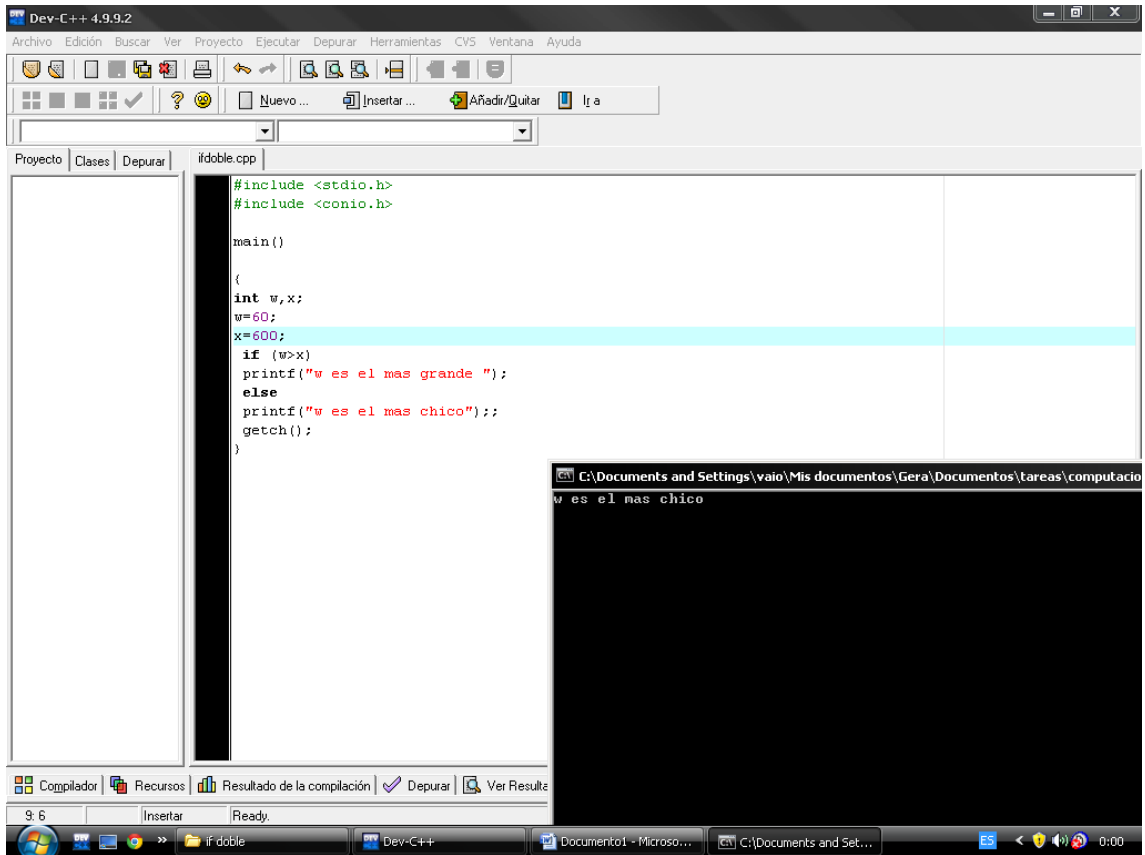 Dev-C++ 4.9.9.2
Archivo Edición Buscar Ver Proyecto Ejecutar Depurar Herramientas CVS Ventana Ayuda
Nuevo ... Insertar ... Añadir/Quitar Ir a
Proyecto Clases Depurar ifdoble.cpp
#include <stdio.h>
#include <conio.h>
main()
{
int w,x;
w=60;
x=600;
if (w>x)
printf("w es el mas grande ");
else
printf("w es el mas chico");;
getch();
}
C:\Documents and Settings\vaio\Mis documentos\Gera\Documentos\tareas\computacio
w es el mas chico
Compilador Recursos Resultado de la compilación Depurar Ver Resulta
9: 6 Insertar Ready.
if doble Dev-C++ Documento1 - Microso... C:\Documents and Set... ES 0:00